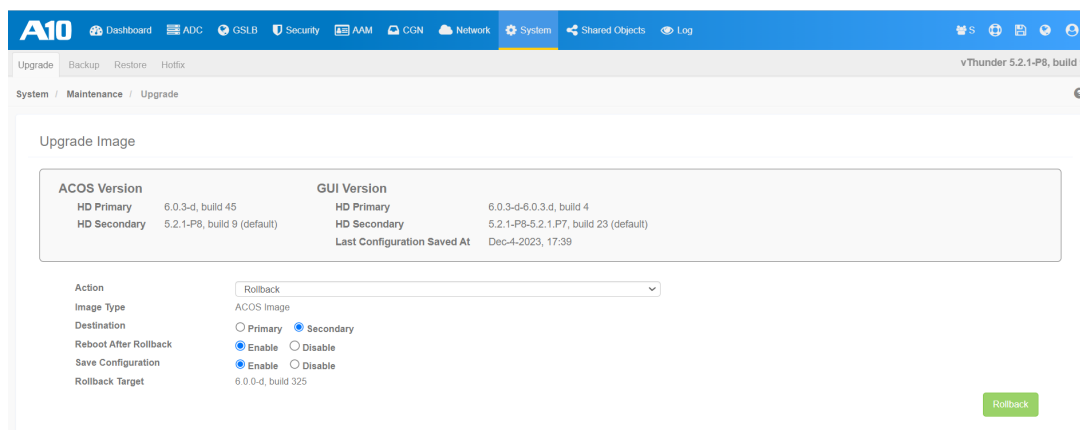 A10 Dashboard ADC GSLB Security AAM CGN Network System Shared Objects Log S
Upgrade Backup Restore Hotfix vThunder 5.2.1-P8, build
System / Maintenance / Upgrade
Upgrade Image
ACOS Version GUI Version
HD Primary 6.0.3-d, build 45 HD Primary 6.0.3-d-6.0.3.d, build 4
HD Secondary 5.2.1-P8, build 9 (default) HD Secondary 5.2.1-P8-5.2.1.P7, build 23 (default)
Last Configuration Saved At Dec-4-2023, 17:39
Action Rollback
Image Type ACOS Image
Destination Primary Secondary
Reboot After Rollback Enable Disable
Save Configuration Enable Disable
Rollback Target 6.0.0-d, build 325
Rollback